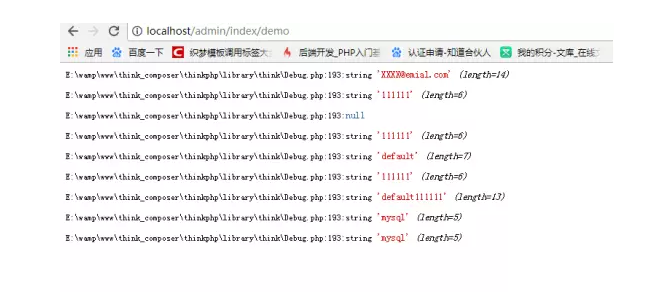 localhost/admin/index/demo
应用 百度一下 织梦模板调用标签大 后端开发_PHP入门 认证申请-知道合伙人 我的积分-文库_在线
E:\wamp\www\think_composer\thinkphp\library\think\Debug.php:193:string 'XXXX@emial.com' (length=14)
E:\wamp\www\think_composer\thinkphp\library\think\Debug.php:193:string '111111' (length=6)
E:\wamp\www\think_composer\thinkphp\library\think\Debug.php:193:null
E:\wamp\www\think_composer\thinkphp\library\think\Debug.php:193:string '111111' (length=6)
E:\wamp\www\think_composer\thinkphp\library\think\Debug.php:193:string 'default' (length=7)
E:\wamp\www\think_composer\thinkphp\library\think\Debug.php:193:string '111111' (length=6)
E:\wamp\www\think_composer\thinkphp\library\think\Debug.php:193:string 'default111111' (length=13)
E:\wamp\www\think_composer\thinkphp\library\think\Debug.php:193:string 'mysql' (length=5)
E:\wamp\www\think_composer\thinkphp\library\think\Debug.php:193:string 'mysql' (length=5)